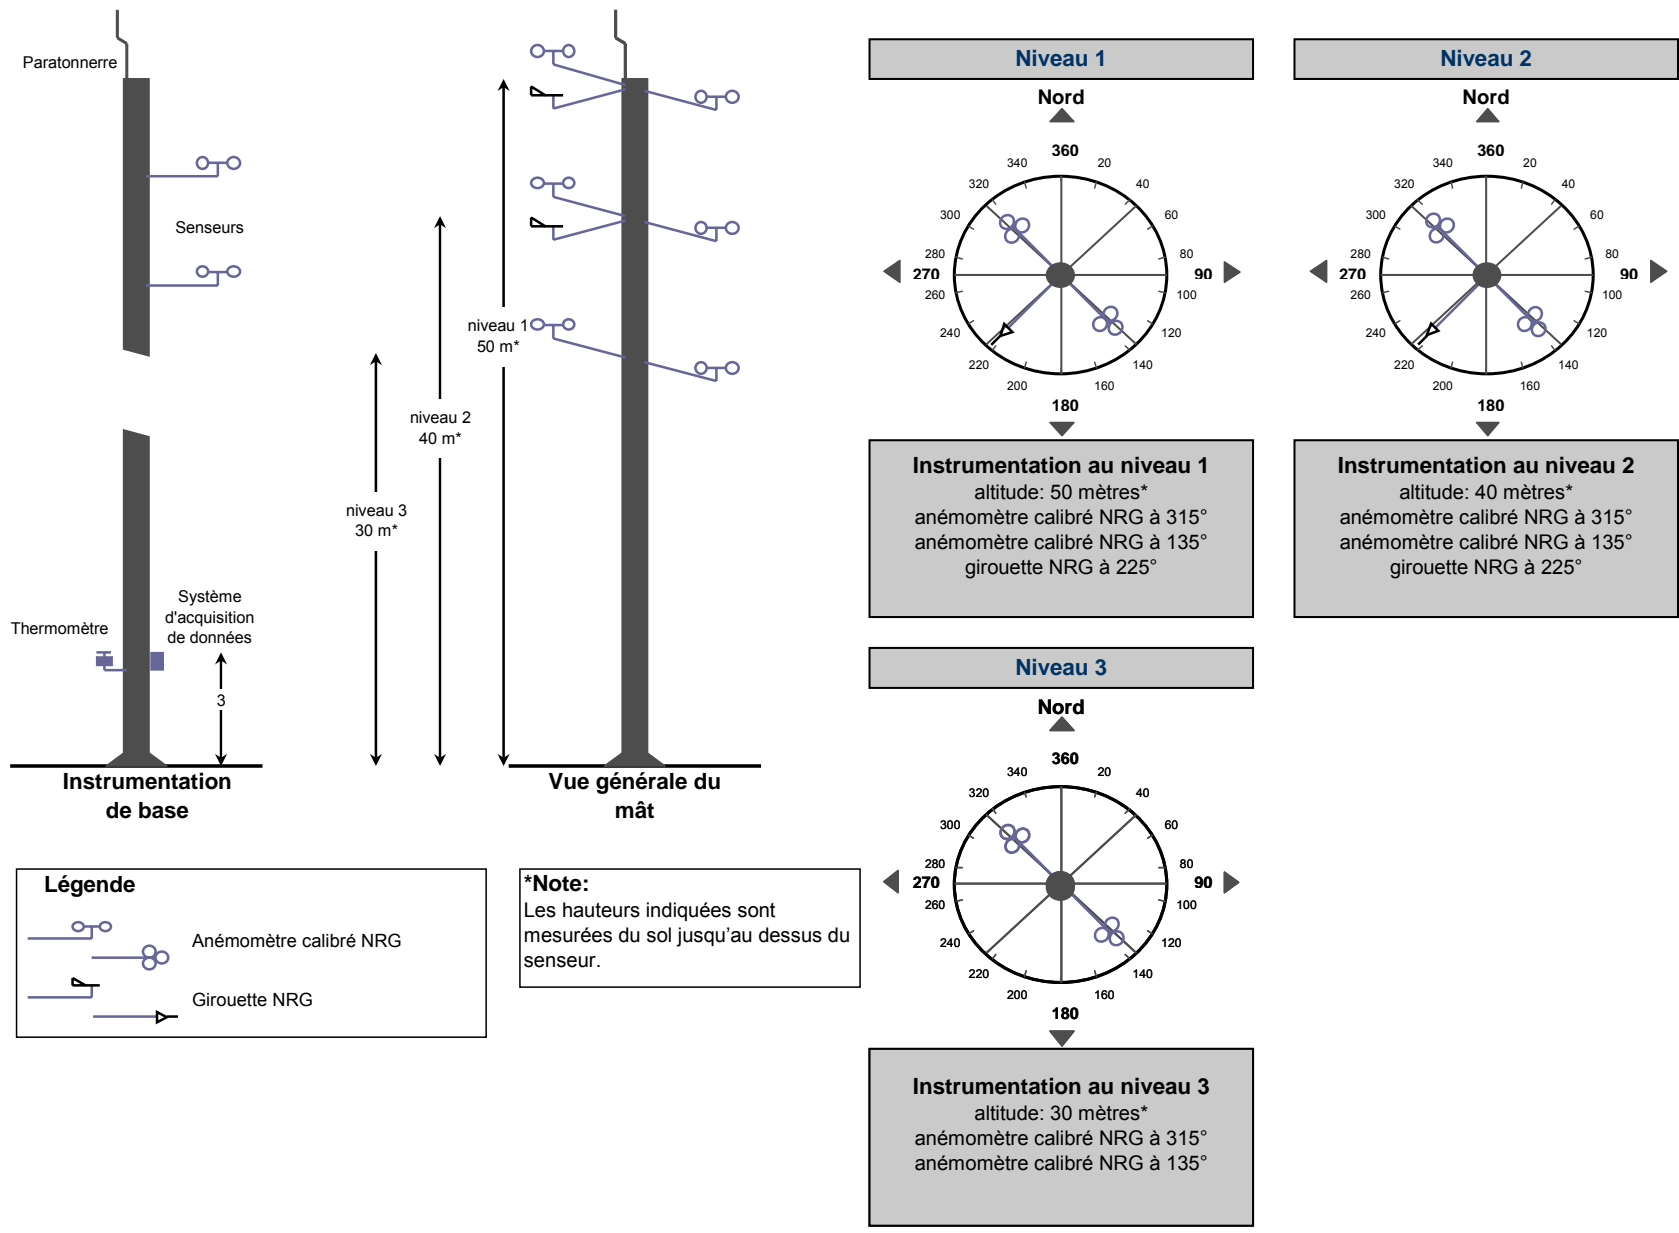 Paratonnerre
Senseurs
Thermomètre
Système
d'acquisition
de données
3
Instrumentation
de base
niveau 3
30 m*
niveau 2
40 m*
niveau 1
50 m*
Vue générale du
mât
Légende
Anémomètre calibré NRG
Girouette NRG
*Note:
Les hauteurs indiquées sont
mesurées du sol jusqu'au dessus du
senseur.
Niveau 1
Nord
360
340 20
320 40
300 60
280 80
270 90
260 100
240 120
220 140
200 160
180
Instrumentation au niveau 1
altitude: 50 mètres*
anémomètre calibré NRG à 315°
anémomètre calibré NRG à 135°
girouette NRG à 225°
Niveau 2
Nord
360
340 20
320 40
300 60
280 80
270 90
260 100
240 120
220 140
200 160
180
Instrumentation au niveau 2
altitude: 40 mètres*
anémomètre calibré NRG à 315°
anémomètre calibré NRG à 135°
girouette NRG à 225°
Niveau 3
Nord
360
340 20
320 40
300 60
280 80
270 90
260 100
240 120
220 140
200 160
180
Instrumentation au niveau 3
altitude: 30 mètres*
anémomètre calibré NRG à 315°
anémomètre calibré NRG à 135°